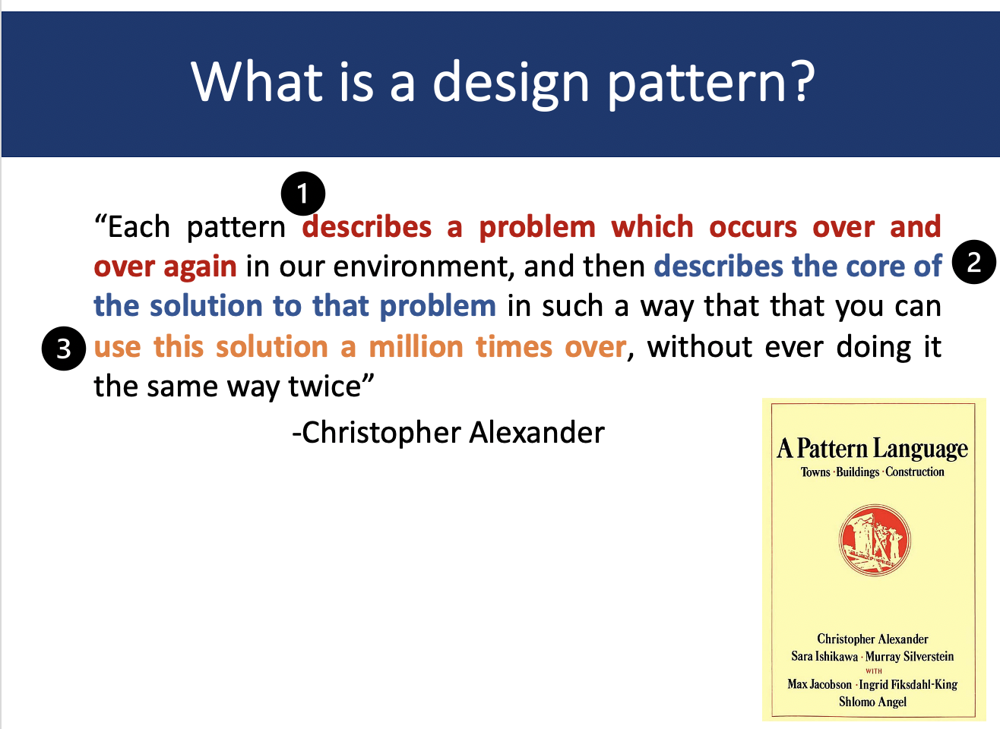 What is a design pattern?
1
“Each pattern describes a problem which occurs over and
over again in our environment, and then describes the core of
2
the solution to that problem in such a way that that you can
3
use this solution a million times over, without ever doing it
the same way twice”
-Christopher Alexander
A Pattern Language
Towns · Buildings · Construction
Christopher Alexander
Sara Ishikawa · Murray Silverstein
WITH
Max Jacobson · Ingrid Fiksdahl-King
Shlomo Angel